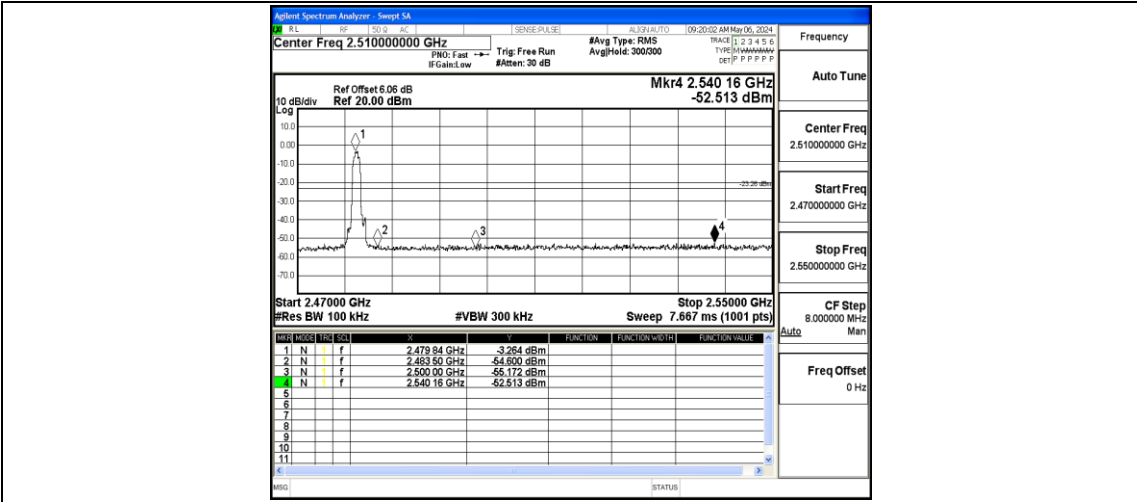 Agilent Spectrum Analyzer - Swept SA
RL RF 50 Ω AC SENSE:PULSE ALIGN AUTO 09:20:02 AM May 06, 2024
Center Freq 2.510000000 GHz
PNO: Fast
IFGain:Low
Trig: Free Run
#Atten: 30 dB
#Avg Type: RMS
Avg|Hold: 300/300
TRACE 1 2 3 4 5 6
TYPE MWWWWW
DET P P P P P P
Frequency
Auto Tune
Center Freq
2.510000000 GHz
Start Freq
2.470000000 GHz
Stop Freq
2.550000000 GHz
CF Step
8.000000 MHz
Auto Man
Freq Offset
0 Hz
Mkr4 2.540 16 GHz
-52.513 dBm
Ref Offset 6.06 dB
10 dB/div Ref 20.00 dBm
Log
10.0
0.00
-10.0
-20.0
-30.0
-40.0
-50.0
-60.0
-70.0
1
2
3
4
-23.26 dBm
Start 2.47000 GHz Stop 2.55000 GHz
#Res BW 100 kHz #VBW 300 kHz Sweep 7.667 ms (1001 pts)
MKR MODE TRC SCL X Y FUNCTION FUNCTION WIDTH FUNCTION VALUE
1 N 1 f 2.479 84 GHz -3.264 dBm
2 N 1 f 2.483 50 GHz -54.600 dBm
3 N 1 f 2.500 00 GHz -55.172 dBm
4 N 1 f 2.540 16 GHz -52.513 dBm
5
6
7
8
9
10
11
MSG STATUS